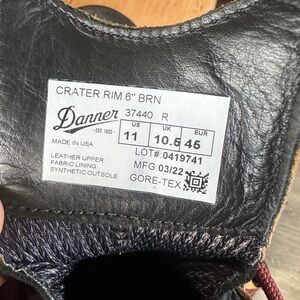 CRATER RIM 6" BRN
37440 R
Danner
EST. 1932
US UK EUR
11 10.5 45
MADE IN USA
LOT#:0419741
MFG:03/22
LEATHER UPPER
FABRIC LINING
SYNTHETIC OUTSOLE
GORE-TEX